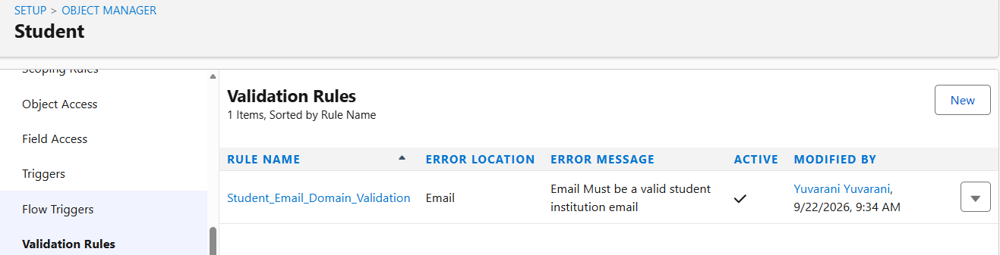 SETUP > OBJECT MANAGER
Student
Scoping Rules
Object Access
Field Access
Triggers
Flow Triggers
Validation Rules
Validation Rules
1 Items, Sorted by Rule Name
New
RULE NAME ERROR LOCATION ERROR MESSAGE ACTIVE MODIFIED BY
Student_Email_Domain_Validation Email Email Must be a valid student institution email Yuvarani Yuvarani, 9/22/2026, 9:34 AM